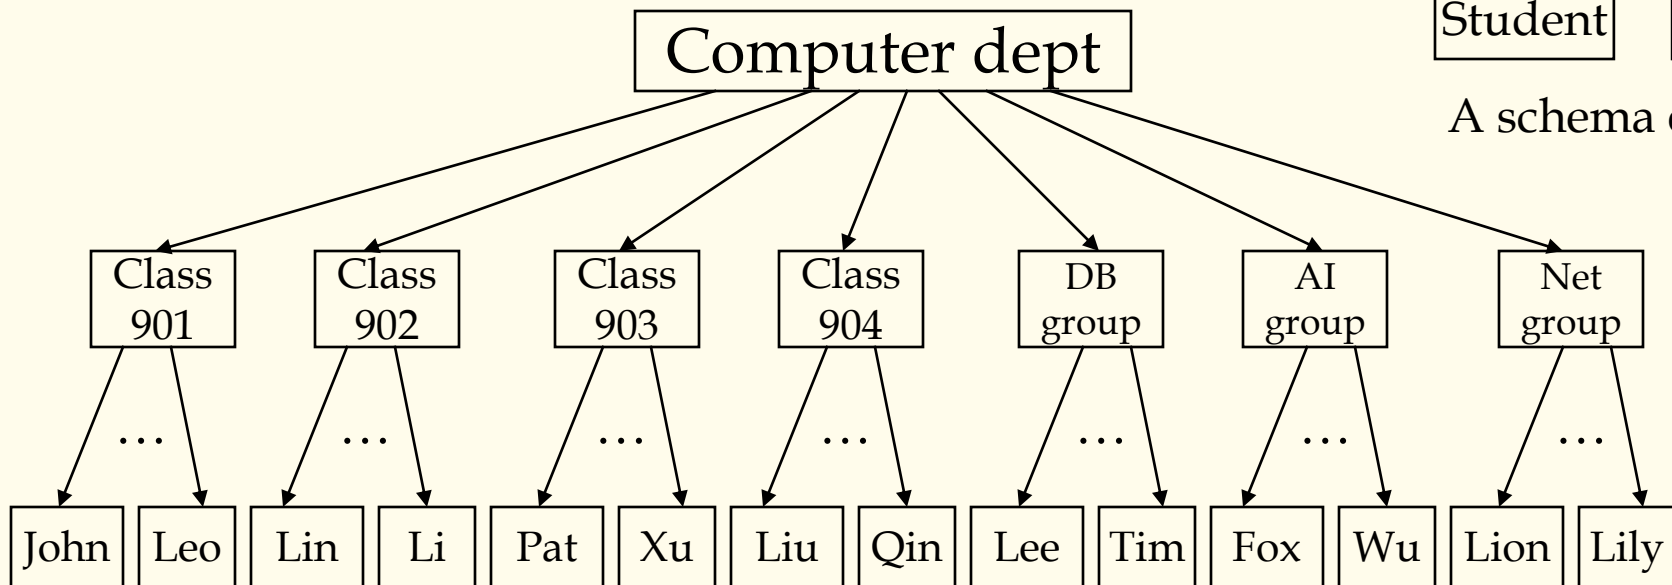 Student
Computer dept
A schema
Class
901
Class
902
Class
903
Class
904
DB
group
AI
group
Net
group
…
…
…
…
…
…
…
John
Leo
Lin
Li
Pat
Xu
Liu
Qin
Lee
Tim
Fox
Wu
Lion
Lily